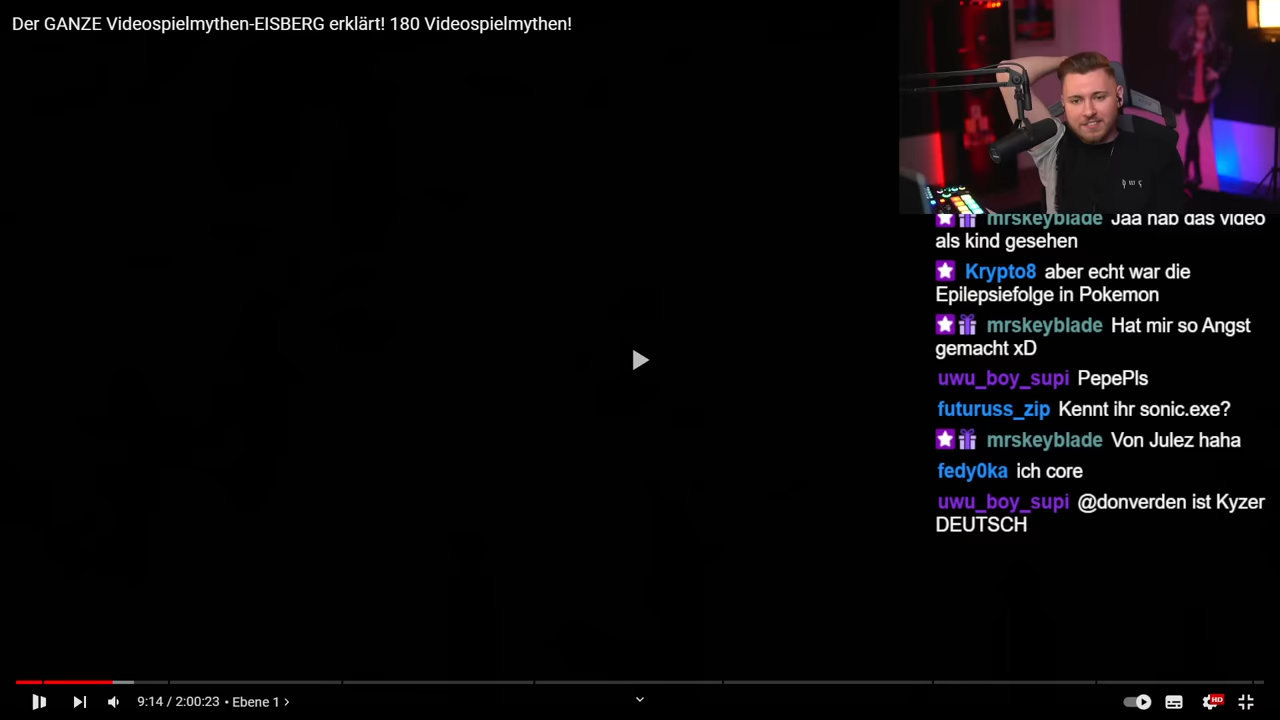 Der GANZE Videospielmythen-EISBERG erklärt! 180 Videospielmythen!
mrskeyblade Jaa hab das video
als kind gesehen
Krypto8 aber echt war die
Epilepsiefolge in Pokemon
mrskeyblade Hat mir so Angst
gemacht xD
uwu_boy_supi PepePls
futuruss_zip Kennt ihr sonic.exe?
mrskeyblade Von Julez haha
fedy0ka ich core
uwu_boy_supi @donverden ist Kyzer
DEUTSCH
9:14 / 2:00:23 • Ebene 1 >
HD